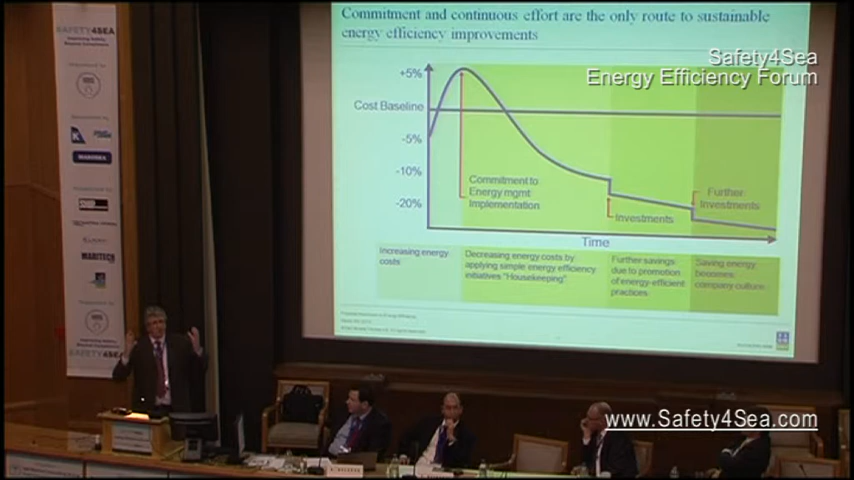 Commitment and continuous effort are the only route to sustainable
energy efficiency improvements
Safety4Sea
Energy Efficiency Forum
SAFETY4SEA
+5%
Cost Baseline
-5%
-10%
-20%
Commitment to
Energy mgmt.
Implementation
Investments
Further
Investments
Time
Increasing energy
costs
Decreasing energy costs by
applying simple energy efficiency
initiatives "Housekeeping"
Further savings
due to promotion
of energy-efficient
practices
Saving energy
becomes
company culture
MARITECH
SAFETY4SEA
www.Safety4Sea.com